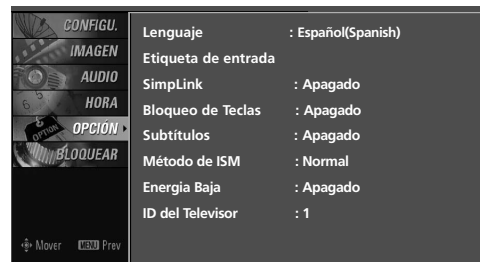 CONFIGU.
IMAGEN
AUDIO
HORA
OPCIÓN
BLOQUEAR
Mover MENU Prev
Lenguaje : Español(Spanish)
Etiqueta de entrada
SimpLink : Apagado
Bloqueo de Teclas : Apagado
Subtítulos : Apagado
Método de ISM : Normal
Energia Baja : Apagado
ID del Televisor : 1